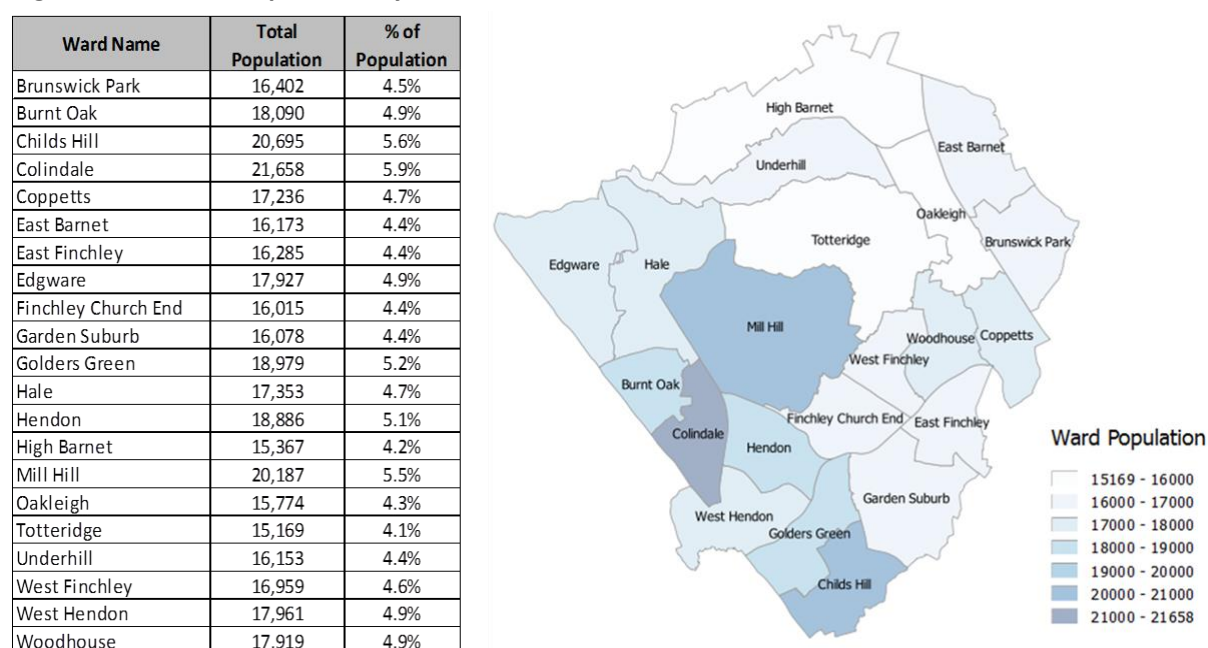 Ward Name Total Population % of Population
Brunswick Park 16,402 4.5%
Burnt Oak 18,090 4.9%
Childs Hill 20,695 5.6%
Colindale 21,658 5.9%
Coppetts 17,236 4.7%
East Barnet 16,173 4.4%
East Finchley 16,285 4.4%
Edgware 17,927 4.9%
Finchley Church End 16,015 4.4%
Garden Suburb 16,078 4.4%
Golders Green 18,979 5.2%
Hale 17,353 4.7%
Hendon 18,886 5.1%
High Barnet 15,367 4.2%
Mill Hill 20,187 5.5%
Oakleigh 15,774 4.3%
Totteridge 15,169 4.1%
Underhill 16,153 4.4%
West Finchley 16,959 4.6%
West Hendon 17,961 4.9%
Woodhouse 17,919 4.9%
High Barnet
East Barnet
Underhill
Oakleigh
Totteridge
Brunswick Park
Edgware
Hale
Mill Hill
Woodhouse
Coppetts
West Finchley
Burnt Oak
Finchley Church End
East Finchley
Colindale
Hendon
Garden Suburb
West Hendon
Golders Green
Childs Hill
Ward Population
15169 - 16000
16000 - 17000
17000 - 18000
18000 - 19000
19000 - 20000
20000 - 21000
21000 - 21658